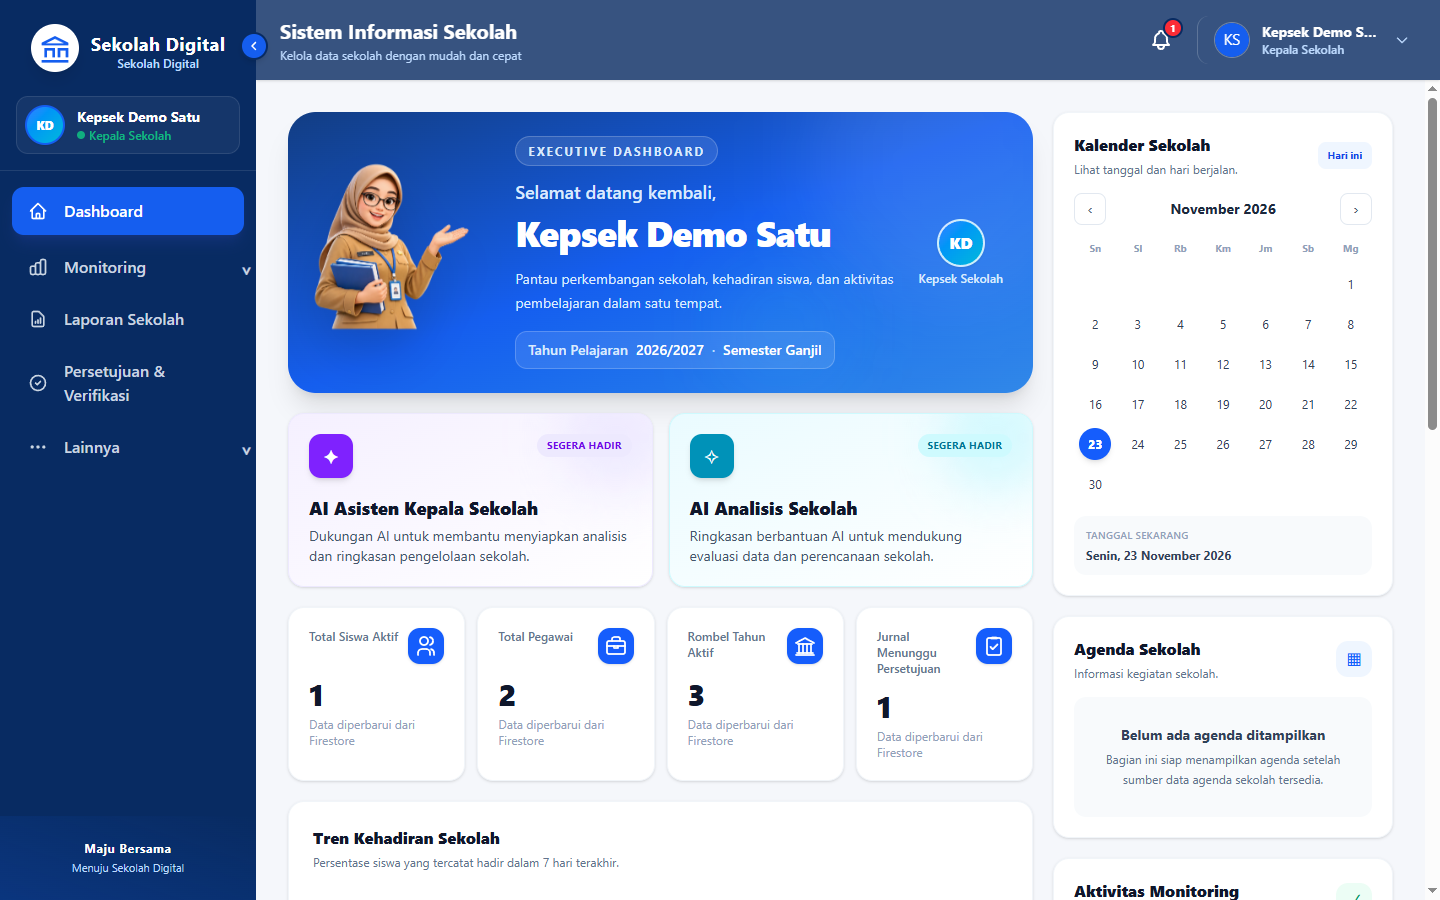 Sekolah Digital
Sekolah Digital
KD
Kepsek Demo Satu
Kepala Sekolah
Dashboard
Monitoring
Laporan Sekolah
Persetujuan &
Verifikasi
Lainnya
Maju Bersama
Menuju Sekolah Digital
Sistem Informasi Sekolah
Kelola data sekolah dengan mudah dan cepat
1
KS
Kepsek Demo S...
Kepala Sekolah
EXECUTIVE DASHBOARD
Selamat datang kembali,
Kepsek Demo Satu
Pantau perkembangan sekolah, kehadiran siswa, dan aktivitas
pembelajaran dalam satu tempat.
Tahun Pelajaran 2026/2027 · Semester Ganjil
KD
Kepsek Sekolah
SEGERA HADIR
AI Asisten Kepala Sekolah
Dukungan AI untuk membantu menyiapkan analisis
dan ringkasan pengelolaan sekolah.
SEGERA HADIR
AI Analisis Sekolah
Ringkasan berbantuan AI untuk mendukung
evaluasi data dan perencanaan sekolah.
Total Siswa Aktif
1
Data diperbarui dari
Firestore
Total Pegawai
2
Data diperbarui dari
Firestore
Rombel Tahun
Aktif
3
Data diperbarui dari
Firestore
Jurnal
Menunggu
Persetujuan
1
Data diperbarui dari
Firestore
Tren Kehadiran Sekolah
Persentase siswa yang tercatat hadir dalam 7 hari terakhir.
Kalender Sekolah
Lihat tanggal dan hari berjalan.
Hari ini
‹ November 2026 ›
Sn Sl Rb Km Jm Sb Mg
1
2 3 4 5 6 7 8
9 10 11 12 13 14 15
16 17 18 19 20 21 22
23 24 25 26 27 28 29
30
TANGGAL SEKARANG
Senin, 23 November 2026
Agenda Sekolah
Informasi kegiatan sekolah.
Belum ada agenda ditampilkan
Bagian ini siap menampilkan agenda setelah
sumber data agenda sekolah tersedia.
Aktivitas Monitoring